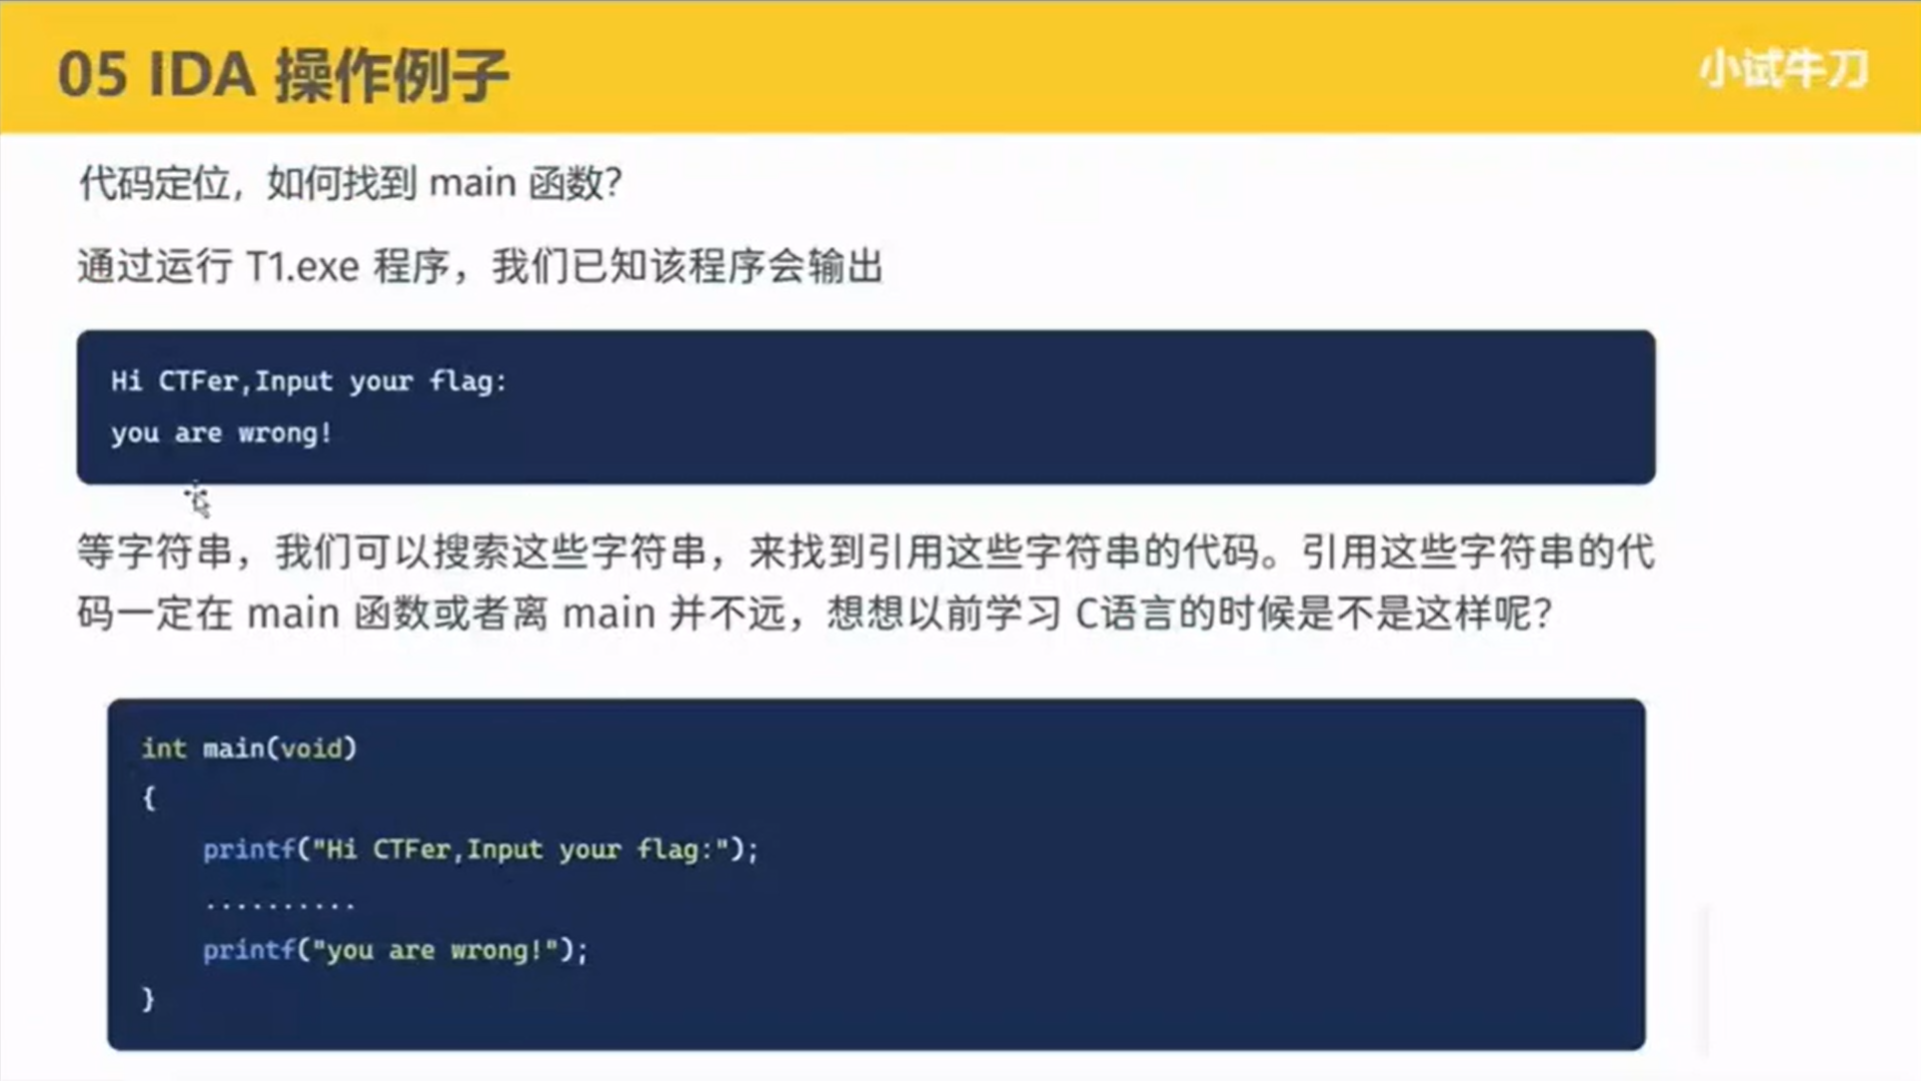 05 IDA 操作例子
小试牛刀
代码定位，如何找到 main 函数？
通过运行 T1.exe 程序，我们已知该程序会输出
Hi CTFer,Input your flag:
you are wrong!
等字符串，我们可以搜索这些字符串，来找到引用这些字符串的代码。引用这些字符串的代
码一定在 main 函数或者离 main 并不远，想想以前学习 C语言的时候是不是这样呢？
int main(void)
{
    printf("Hi CTFer,Input your flag:");
    ..........
    printf("you are wrong!");
}